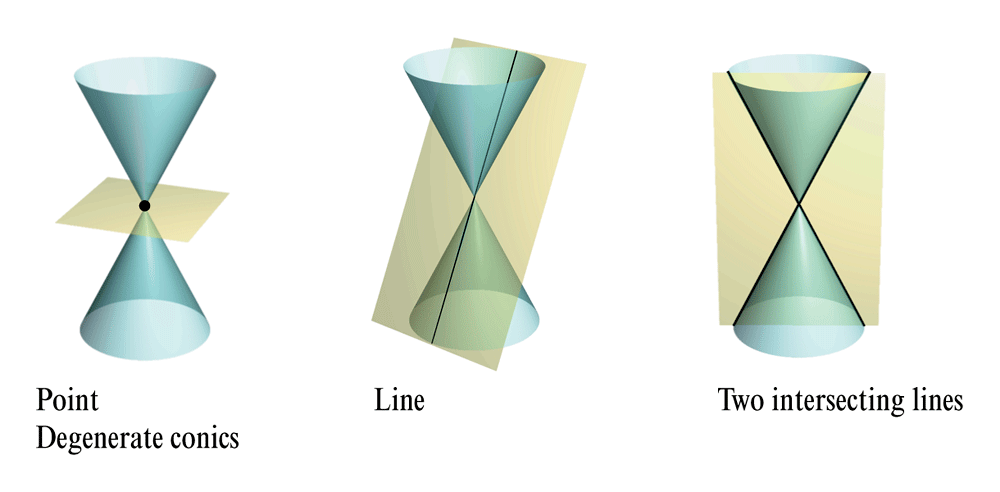 Point
Degenerate conics
Line
Two intersecting lines